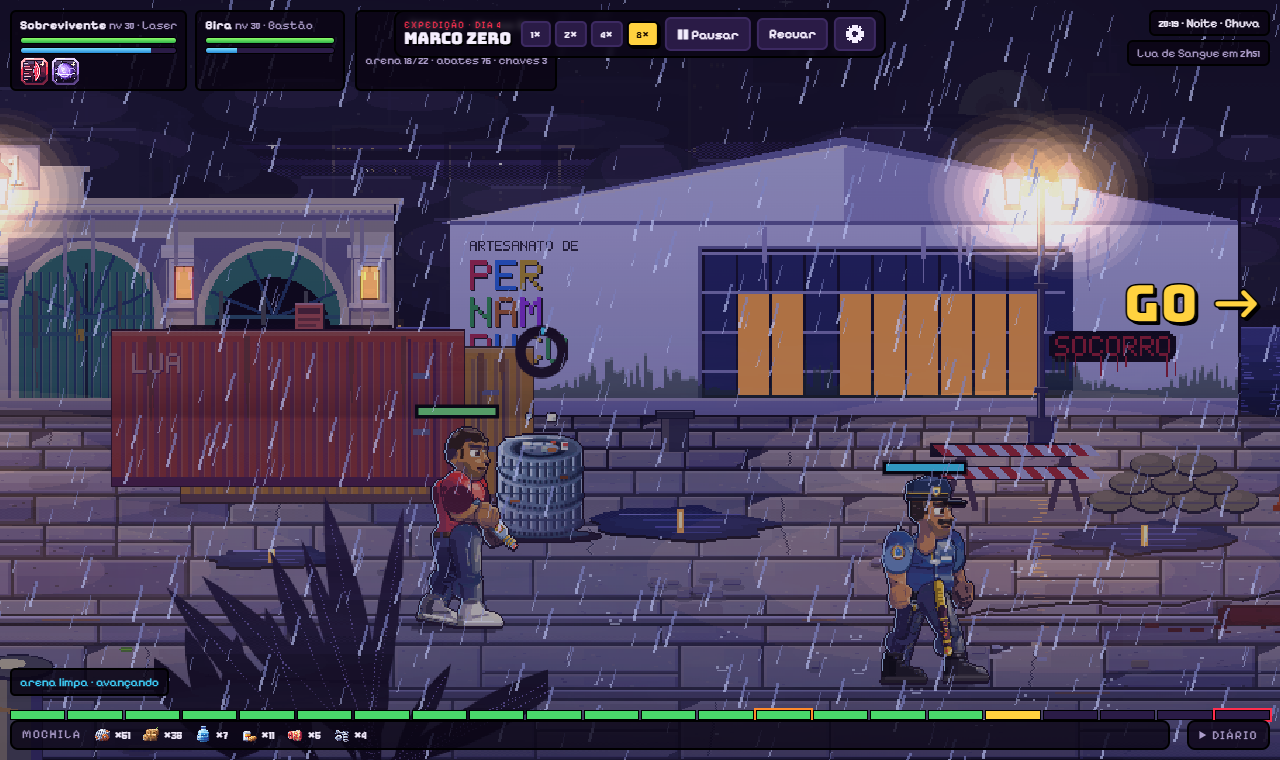 Sobrevivente nv 30 · Laser
Bira nv 30 · Bastão
EXPEDIÇÃO · DIA 4
MARCO ZERO
1×
2×
4×
8×
Pausar
Recuar
arena 18/22 · abates 76 · chaves 3
20:19 · Noite · Chuva
Lua de Sangue em 2h51
ARTESANATO DE
PER
NAM
GO →
SOCORRO
LUA
arena limpa · avançando
MOCHILA
×51
×38
×7
×11
×5
×4
▶ DIÁRIO